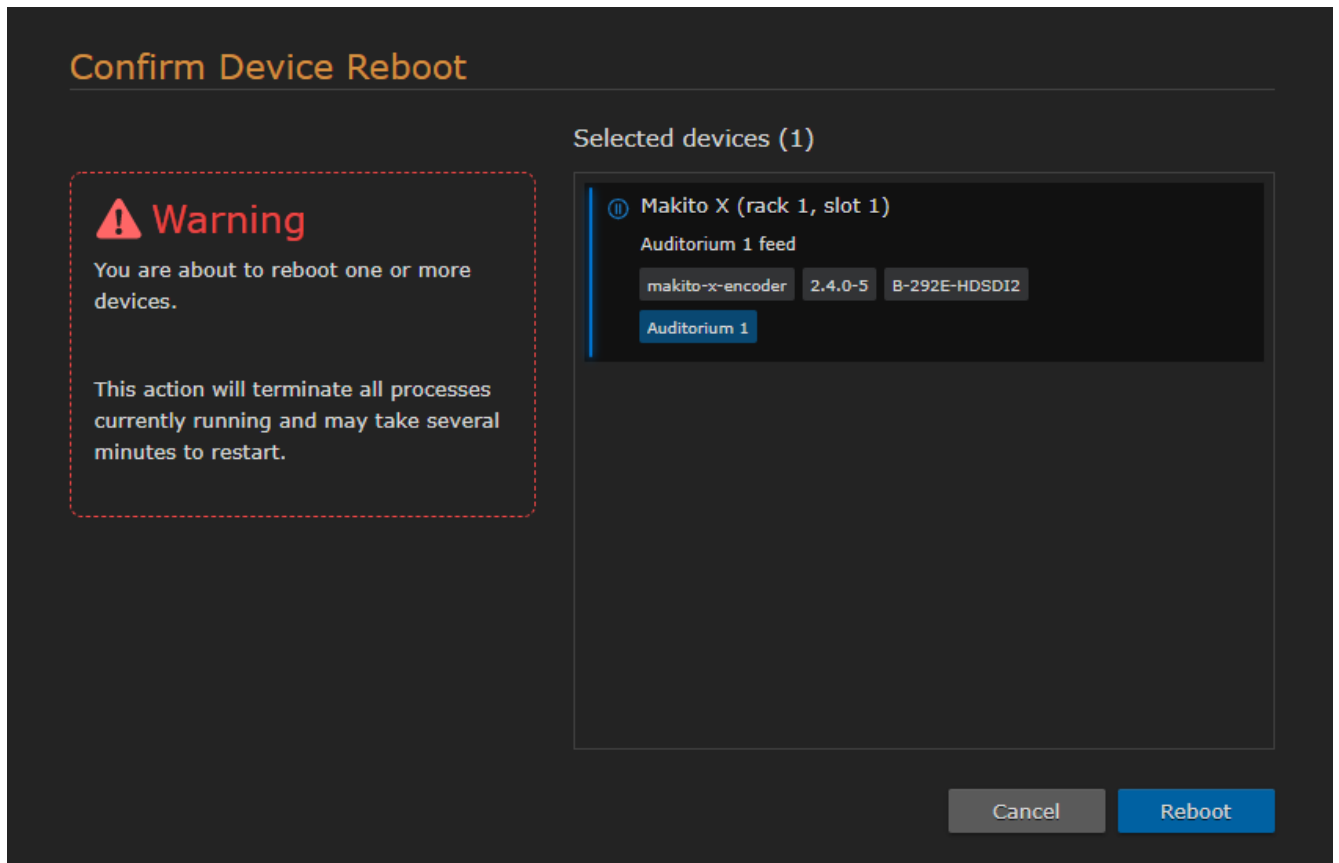 Confirm Device Reboot
Selected devices (1)
Warning
You are about to reboot one or more
devices.
This action will terminate all processes
currently running and may take several
minutes to restart.
Makito X (rack 1, slot 1)
Auditorium 1 feed
makito-x-encoder 2.4.0-5 B-292E-HDSDI2
Auditorium 1
Cancel Reboot